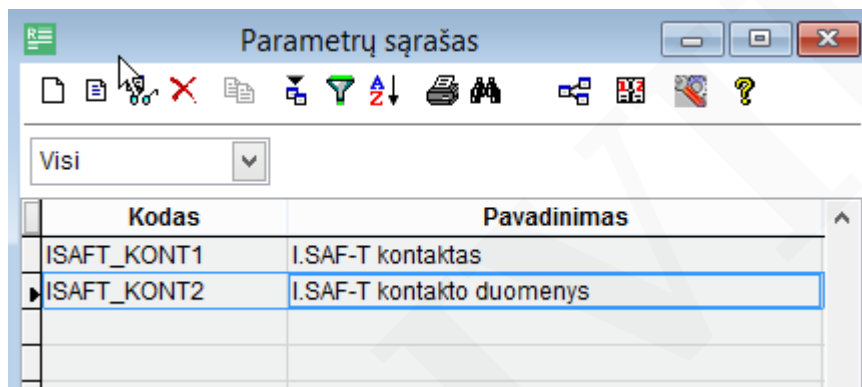 Parametrų sąrašas
Visi
Kodas Pavadinimas
ISAFT_KONT1 I.SAF-T kontaktas
ISAFT_KONT2 I.SAF-T kontakto duomenys